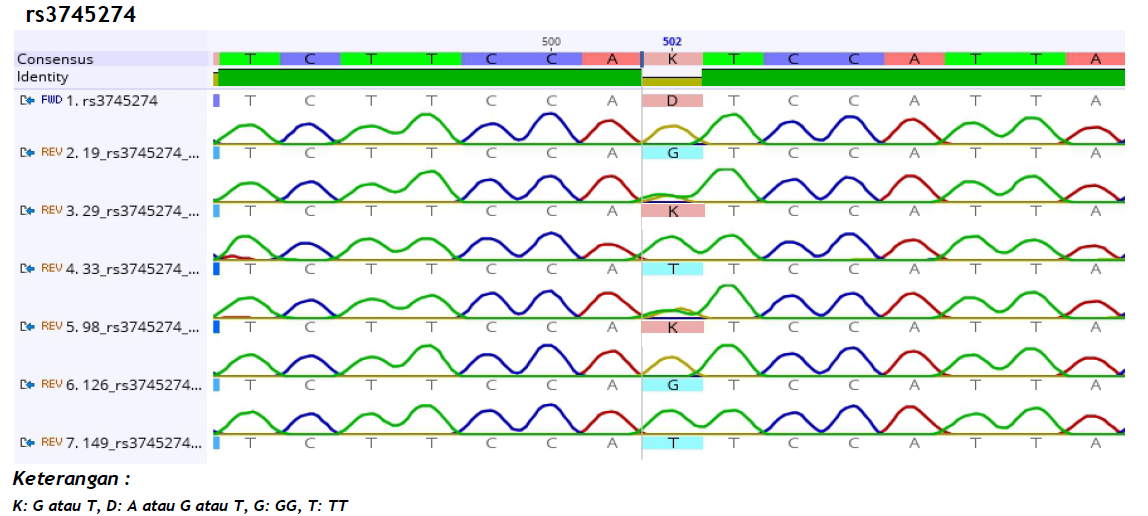 rs3745274
500 502
Consensus T C T T C C A K T C C A T T A
Identity
FWD 1. rs3745274 T C T T C C A D T C C A T T A
REV 2. 19_rs3745274_... T C T T C C A G T C C A T T A
REV 3. 29_rs3745274_... T C T T C C A K T C C A T T A
REV 4. 33_rs3745274_... T C T T C C A T T C C A T T A
REV 5. 98_rs3745274_... T C T T C C A K T C C A T T A
REV 6. 126_rs3745274... T C T T C C A G T C C A T T A
REV 7. 149_rs3745274... T C T T C C A T T C C A T T A
Keterangan :
K: G atau T, D: A atau G atau T, G: GG, T: TT